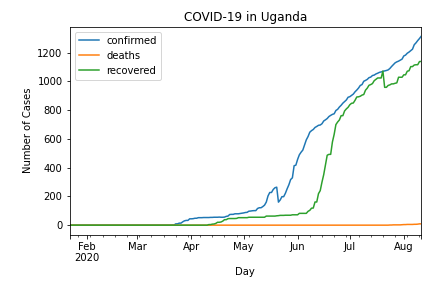 COVID-19 in Uganda
confirmed
deaths
recovered
Number of Cases
1200
1000
800
600
400
200
0
Feb Mar Apr May Jun Jul Aug
2020
Day